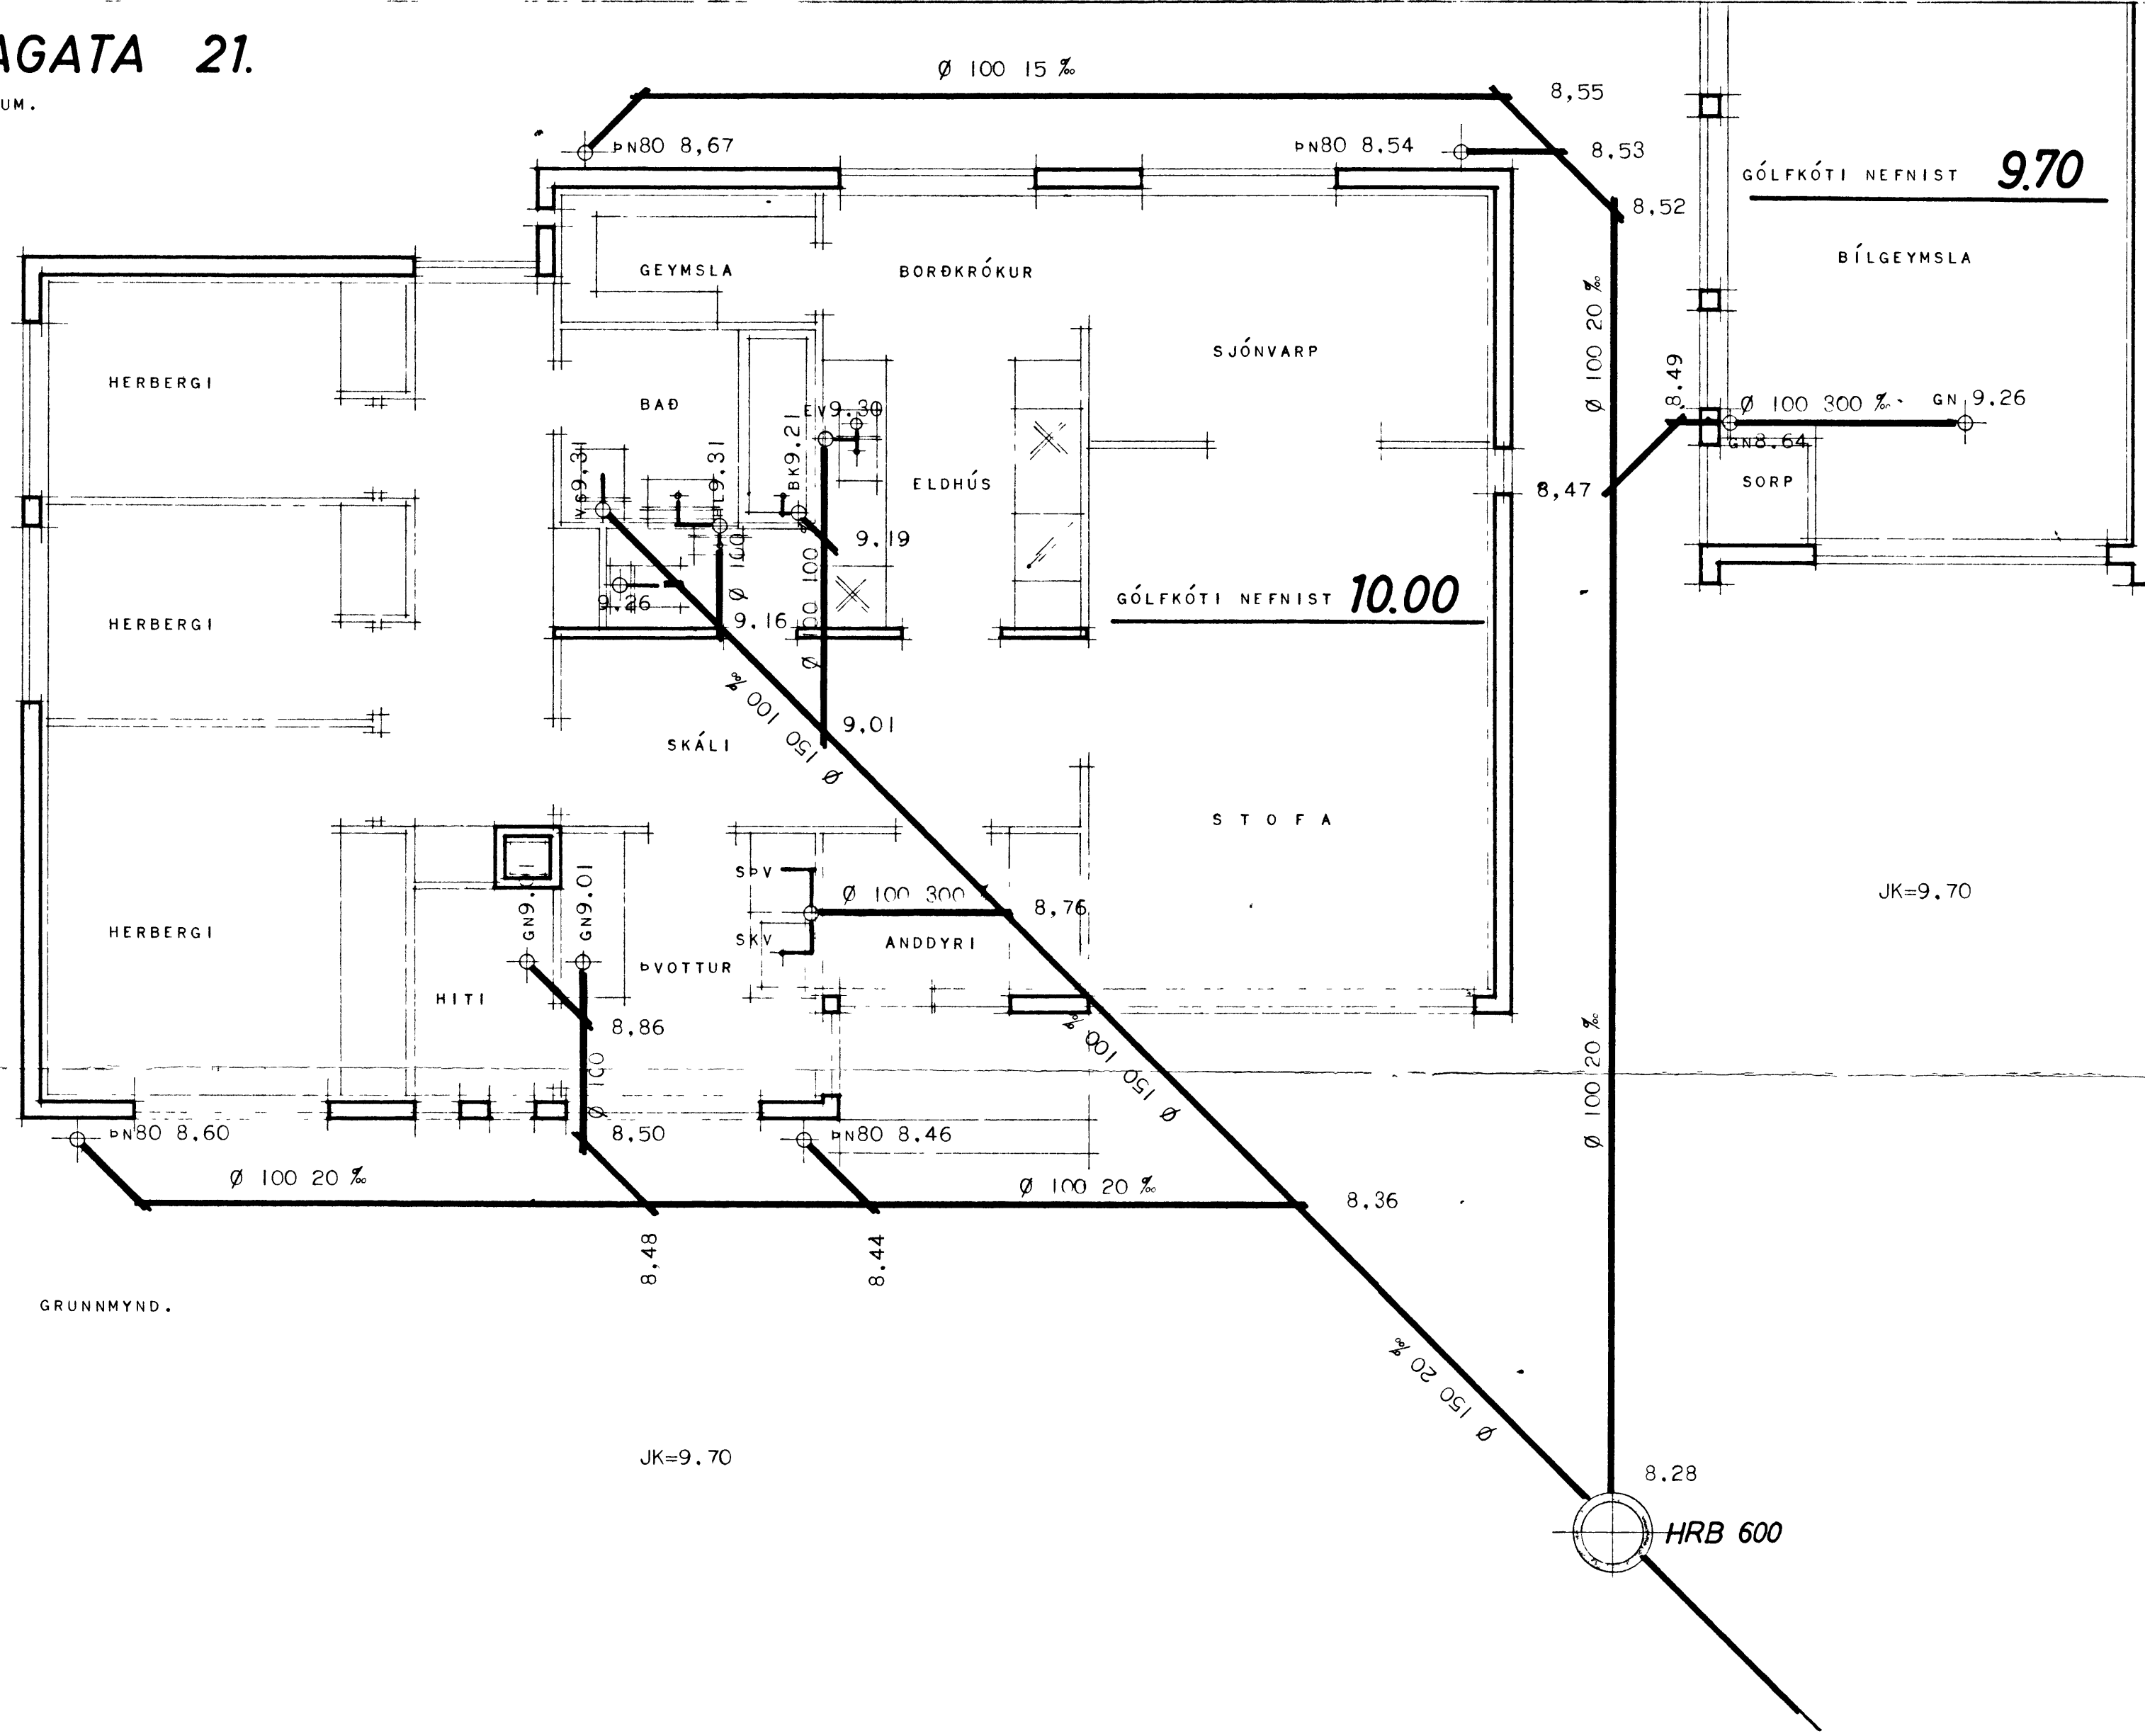 AGATA 21.
UM.
Ø 100 15 ‰
8,55
ÞN80 8,67
ÞN80 8.54
8.53
GÓLFKÓTI NEFNIST 9.70
8,52
GEYMSLA
BORÐKRÓKUR
BÍLGEYMSLA
Ø 100 20 ‰
SJÓNVARP
HERBERGI
8.49
BAÐ
EV9.30
Ø 100 300 ‰
GN 9.26
GN8.64
VS9.31
FL9.31
BK9.21
ELDHÚS
8,47
SORP
9.19
Ø 100
Ø 100 100 ‰
9.26
GÓLFKÓTI NEFNIST 10.00
HERBERGI
9.16
Ø 150 100 ‰
9.01
SKÁLI
STOFA
SÞV
Ø 100 300
8,76
JK=9.70
GN9.01
GN9.01
HERBERGI
SKV
ANDDYRI
ÞVOTTUR
HITI
8,86
Ø 150 100 ‰
Ø 100 20 ‰
Ø 100
ÞN80 8.60
8.50
ÞN80 8.46
Ø 100 20 ‰
Ø 100 20 ‰
8.36
8,48
8.44
GRUNNMYND.
Ø 150 20 ‰
JK=9.70
8.28
HRB 600